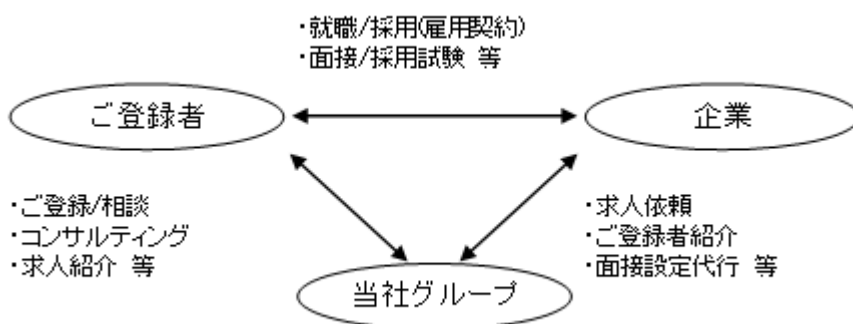 ・就職/採用(雇用契約)
・面接/採用試験 等
ご登録者
企業
・ご登録/相談
・コンサルティング
・求人紹介 等
・求人依頼
・ご登録者紹介
・面接設定代行 等
当社グループ